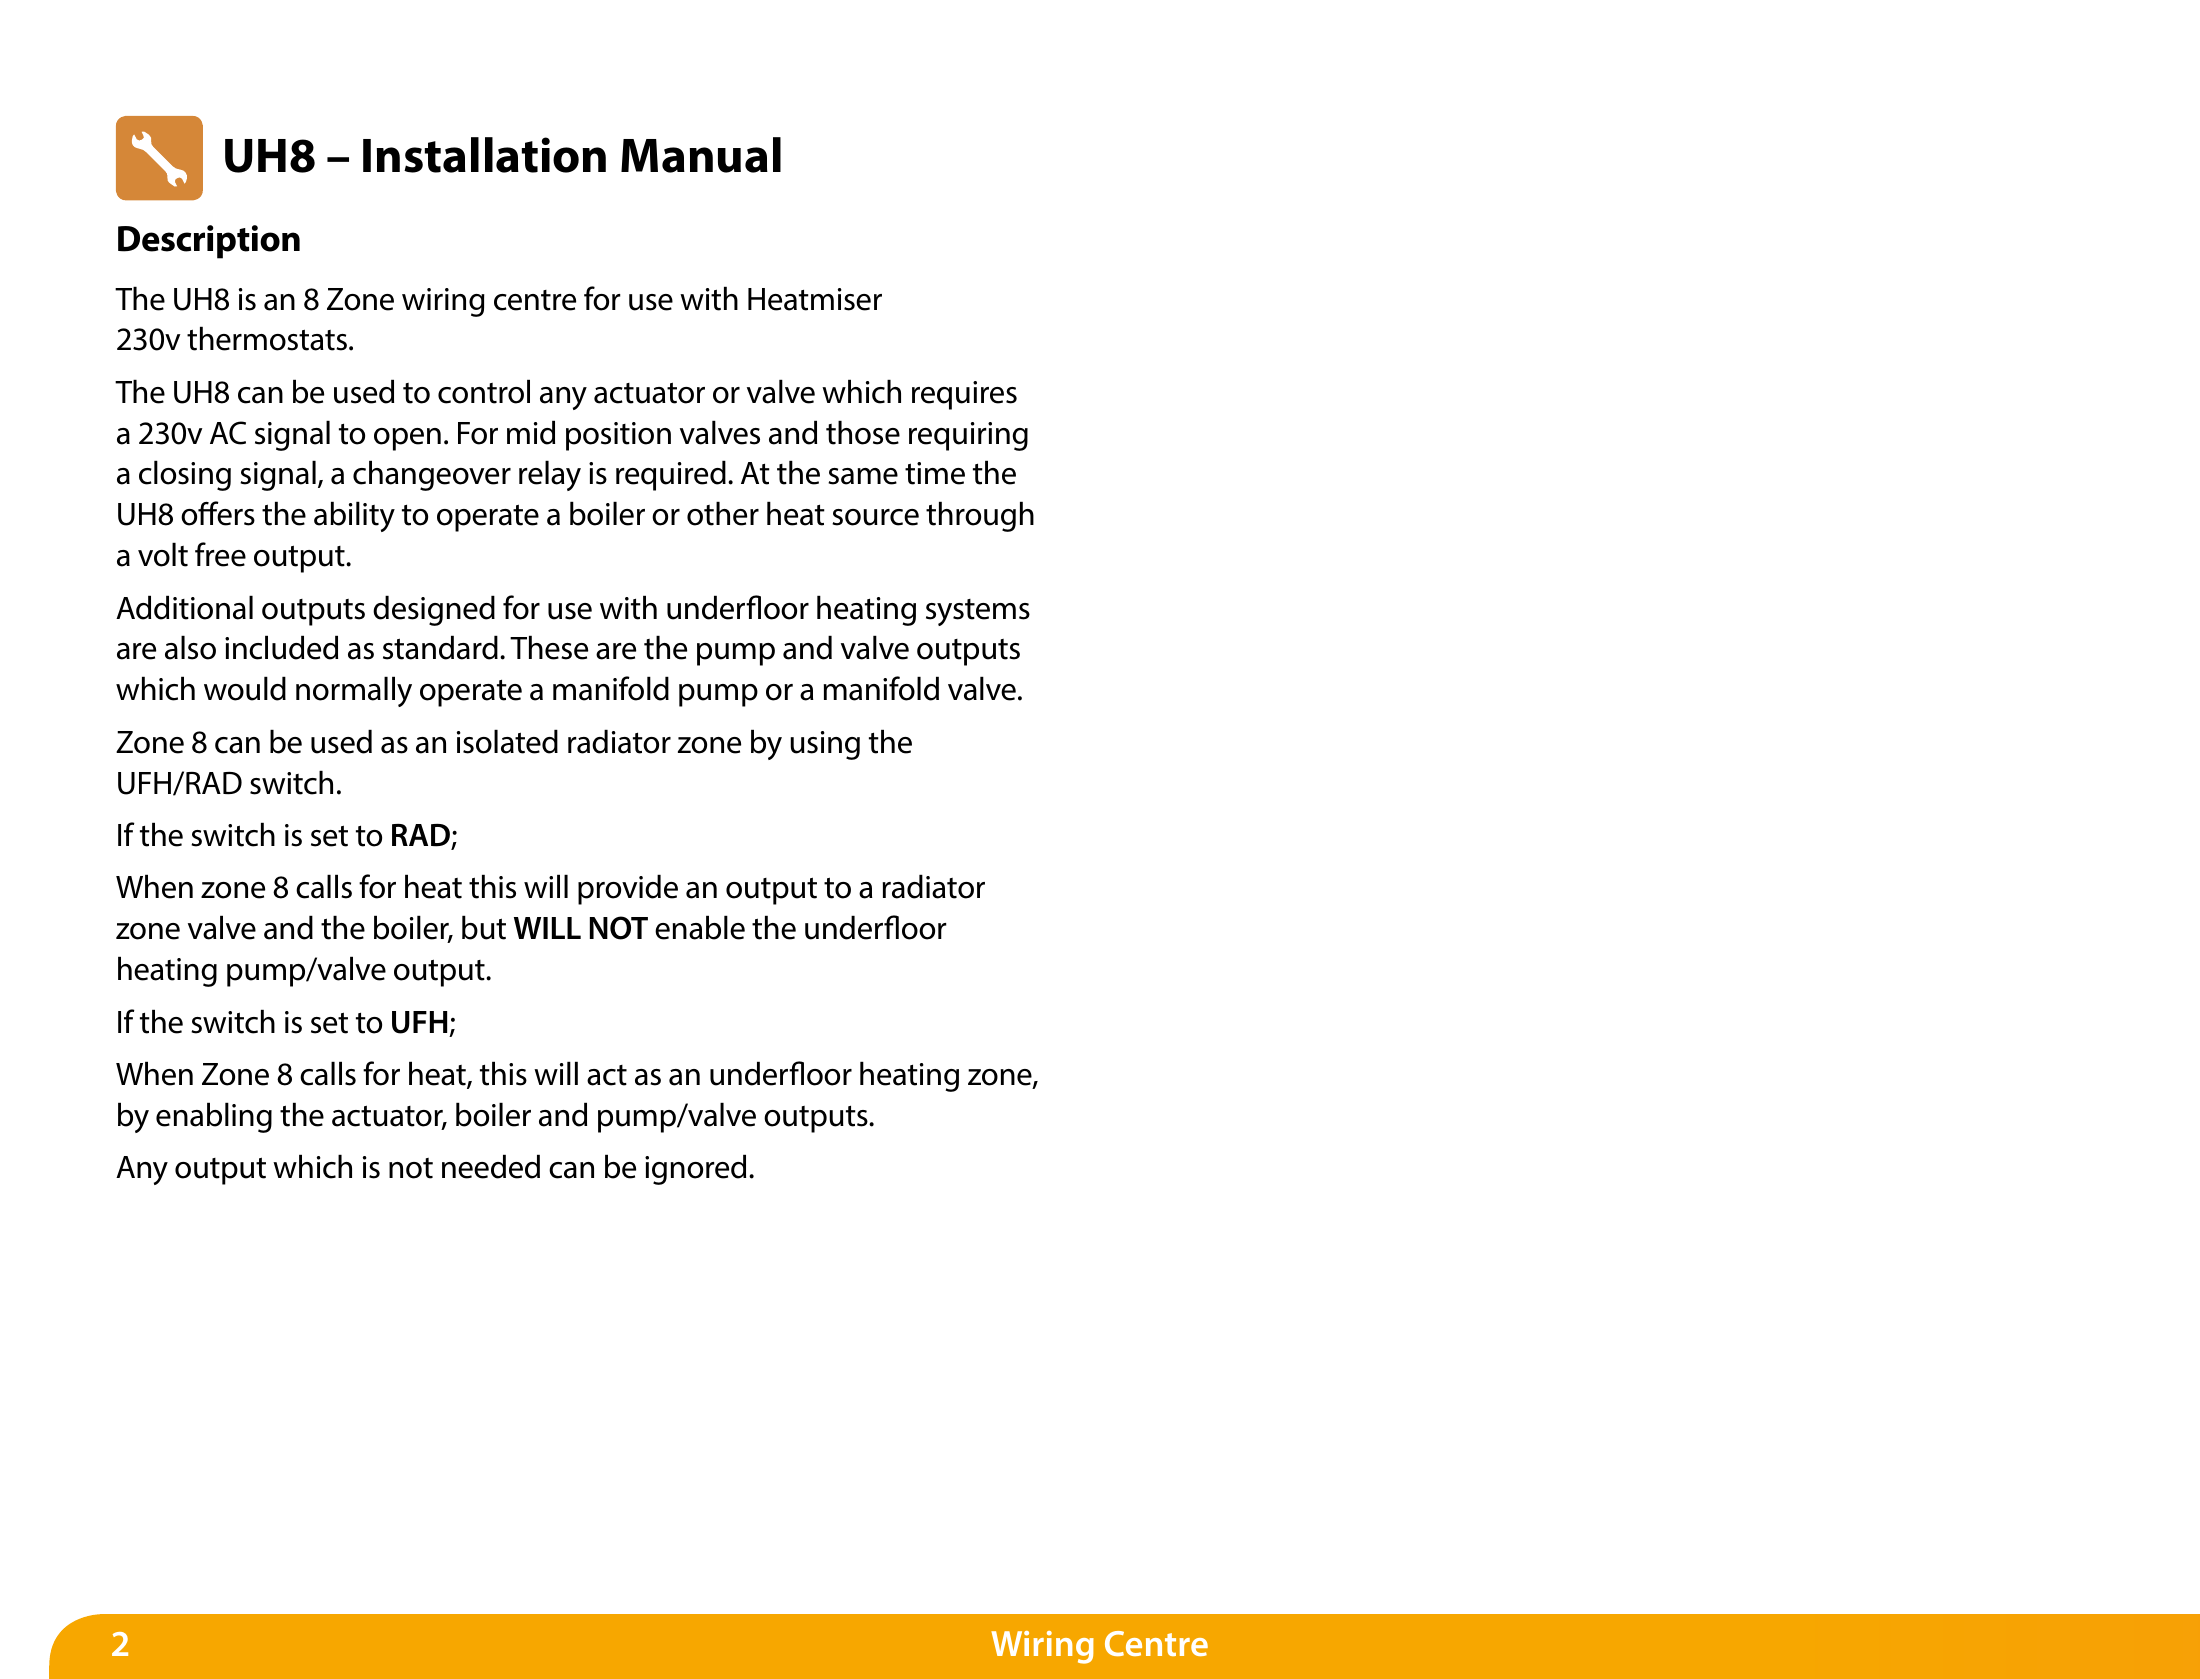 UH8 – Installation Manual
Description
The UH8 is an 8 Zone wiring centre for use with Heatmiser
230v thermostats.
The UH8 can be used to control any actuator or valve which requires
a 230v AC signal to open. For mid position valves and those requiring
a closing signal, a changeover relay is required. At the same time the
UH8 offers the ability to operate a boiler or other heat source through
a volt free output.
Additional outputs designed for use with underfloor heating systems
are also included as standard. These are the pump and valve outputs
which would normally operate a manifold pump or a manifold valve.
Zone 8 can be used as an isolated radiator zone by using the
UFH/RAD switch.
If the switch is set to RAD;
When zone 8 calls for heat this will provide an output to a radiator
zone valve and the boiler, but WILL NOT enable the underfloor
heating pump/valve output.
If the switch is set to UFH;
When Zone 8 calls for heat, this will act as an underfloor heating zone,
by enabling the actuator, boiler and pump/valve outputs.
Any output which is not needed can be ignored.
2
Wiring Centre